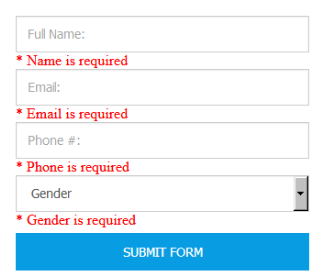 Full Name:
* Name is required
Email:
* Email is required
Phone #:
* Phone is required
Gender
* Gender is required
SUBMIT FORM